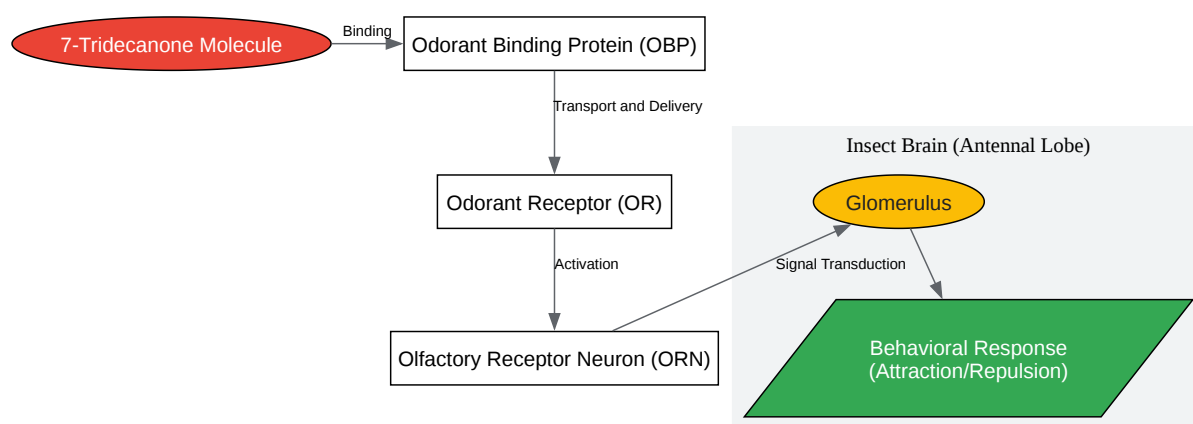 7-Tridecanone Molecule
Binding
Odorant Binding Protein (OBP)
Transport and Delivery
Insect Brain (Antennal Lobe)
Odorant Receptor (OR)
Glomerulus
Activation
Signal Transduction
Olfactory Receptor Neuron (ORN)
Behavioral Response
(Attraction/Repulsion)